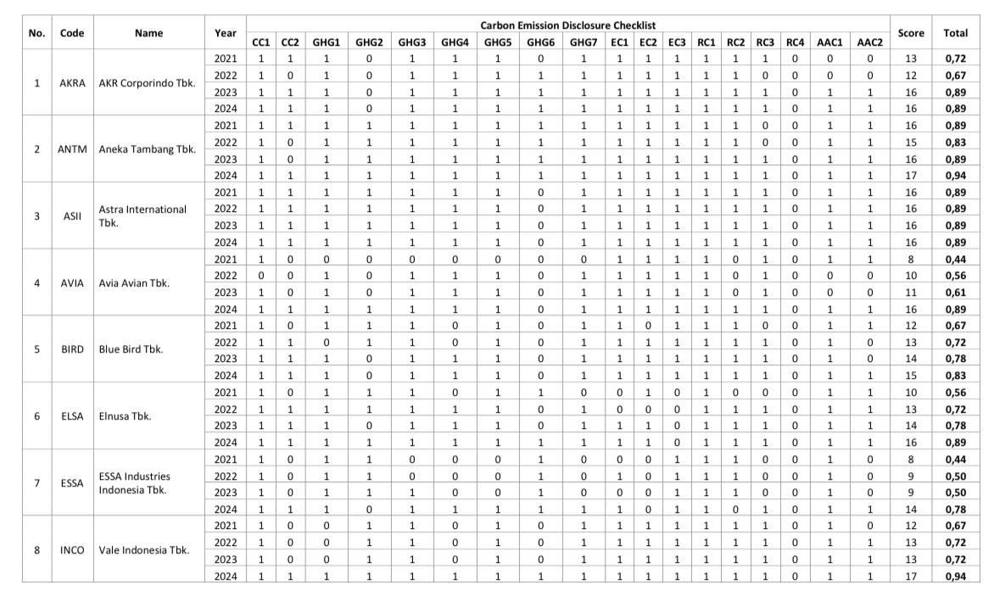 No. Code Name Year Carbon Emission Disclosure Checklist Score Total
CC1 CC2 GHG1 GHG2 GHG3 GHG4 GHG5 GHG6 GHG7 EC1 EC2 EC3 RC1 RC2 RC3 RC4 AAC1 AAC2
1 AKRA AKR Corporindo Tbk.
2021 1 1 1 0 1 1 1 0 1 1 1 1 1 1 1 0 0 0 13 0,72
2022 1 0 1 0 1 1 1 1 1 1 1 1 1 1 0 0 0 0 12 0,67
2023 1 1 1 0 1 1 1 1 1 1 1 1 1 1 1 0 1 1 16 0,89
2024 1 1 1 0 1 1 1 1 1 1 1 1 1 1 1 0 1 1 16 0,89
2 ANTM Aneka Tambang Tbk.
2021 1 1 1 1 1 1 1 1 1 1 1 1 1 1 0 0 1 1 16 0,89
2022 1 0 1 1 1 1 1 1 1 1 1 1 1 1 0 0 1 1 15 0,83
2023 1 0 1 1 1 1 1 1 1 1 1 1 1 1 1 0 1 1 16 0,89
2024 1 1 1 1 1 1 1 1 1 1 1 1 1 1 1 0 1 1 17 0,94
3 ASII Astra International
Tbk.
2021 1 1 1 1 1 1 1 0 1 1 1 1 1 1 1 0 1 1 16 0,89
2022 1 1 1 1 1 1 1 0 1 1 1 1 1 1 1 0 1 1 16 0,89
2023 1 1 1 1 1 1 1 0 1 1 1 1 1 1 1 0 1 1 16 0,89
2024 1 1 1 1 1 1 1 0 1 1 1 1 1 1 1 0 1 1 16 0,89
4 AVIA Avia Avian Tbk.
2021 1 0 0 0 0 0 0 0 0 1 1 1 1 0 1 0 1 1 8 0,44
2022 0 0 1 0 1 1 1 0 1 1 1 1 1 0 1 0 0 0 10 0,56
2023 1 0 1 0 1 1 1 0 1 1 1 1 1 0 1 0 0 0 11 0,61
2024 1 1 1 1 1 1 1 0 1 1 1 1 1 1 1 0 1 1 16 0,89
5 BIRD Blue Bird Tbk.
2021 1 0 1 1 1 0 1 0 1 1 0 1 1 1 0 0 1 1 12 0,67
2022 1 1 0 1 1 0 1 0 1 1 1 1 1 1 1 0 1 0 13 0,72
2023 1 1 1 0 1 1 1 0 1 1 1 1 1 1 1 0 1 0 14 0,78
2024 1 1 1 0 1 1 1 0 1 1 1 1 1 1 1 0 1 1 15 0,83
6 ELSA Elnusa Tbk.
2021 1 0 1 1 1 0 1 1 0 0 1 0 1 0 0 0 1 1 10 0,56
2022 1 1 1 1 1 1 1 0 1 0 0 0 1 1 1 0 1 1 13 0,72
2023 1 1 1 0 1 1 1 0 1 1 1 0 1 1 1 0 1 1 14 0,78
2024 1 1 1 1 1 1 1 1 1 1 1 0 1 1 1 0 1 1 16 0,89
7 ESSA ESSA Industries
Indonesia Tbk.
2021 1 0 1 1 0 0 0 1 0 0 0 1 1 1 0 0 1 0 8 0,44
2022 1 0 1 1 0 0 0 1 0 1 0 1 1 1 0 0 1 0 9 0,50
2023 1 0 1 1 1 0 0 1 0 0 0 1 1 1 0 0 1 0 9 0,50
2024 1 1 1 0 1 1 1 1 1 1 0 1 1 0 1 0 1 1 14 0,78
8 INCO Vale Indonesia Tbk.
2021 1 0 0 1 1 0 1 0 1 1 1 1 1 1 1 0 1 0 12 0,67
2022 1 0 0 1 1 0 1 0 1 1 1 1 1 1 1 0 1 1 13 0,72
2023 1 0 0 1 1 0 1 0 1 1 1 1 1 1 1 0 1 1 13 0,72
2024 1 1 1 1 1 1 1 1 1 1 1 1 1 1 1 0 1 1 17 0,94